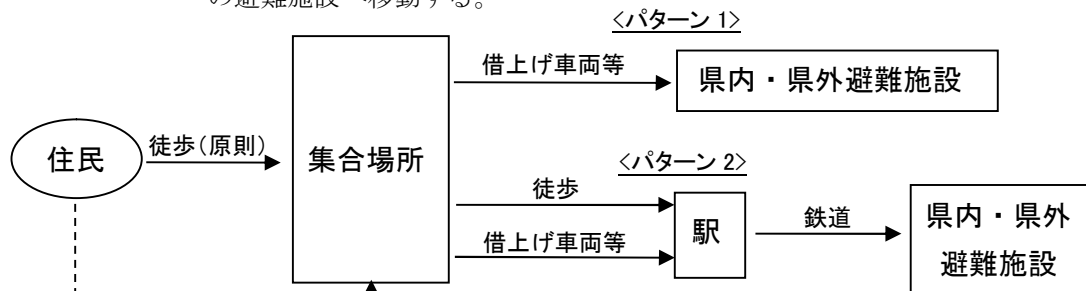 の避難施設へ移動する。
<パターン 1>
借上げ車両等
県内・県外避難施設
住民
徒歩(原則)
集合場所
<パターン 2>
徒歩
駅
鉄道
県内・県外
避難施設
借上げ車両等